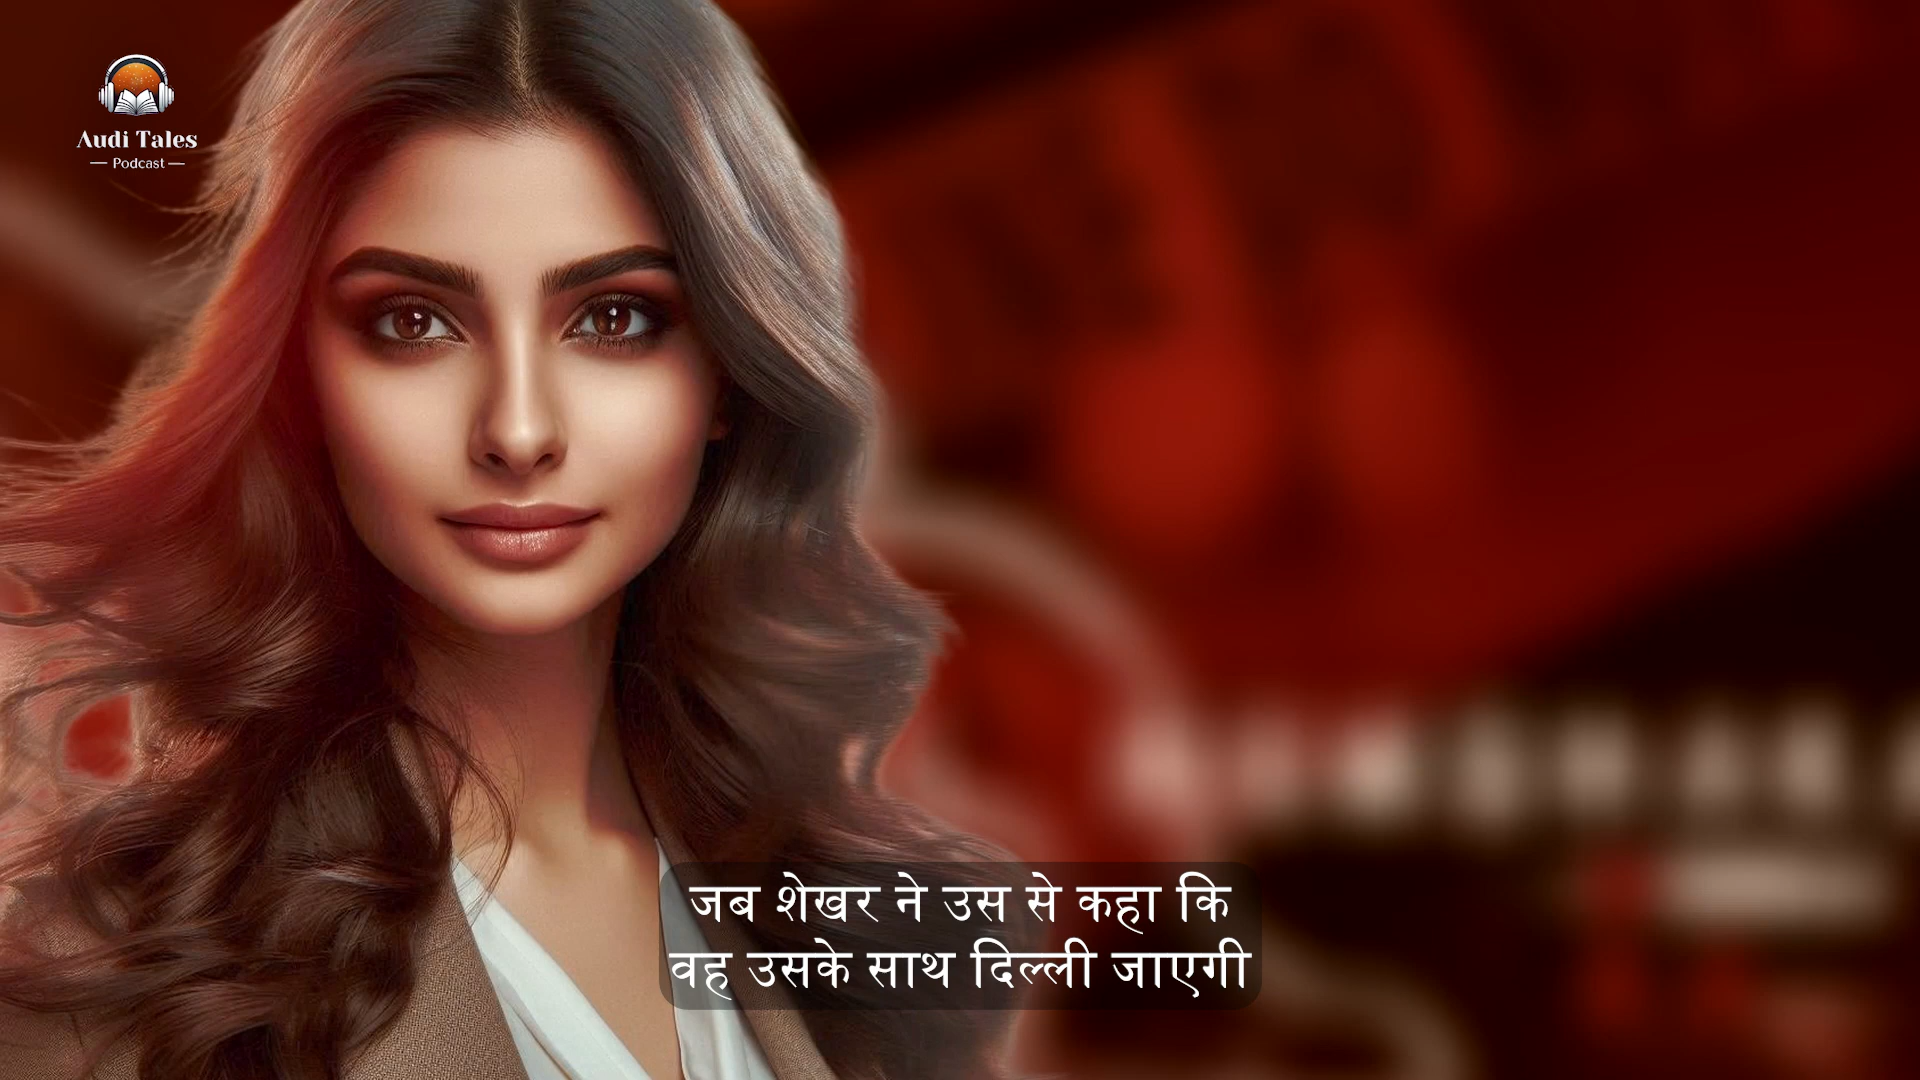 Audi Tales
Podcast
जब शेखर ने उस से कहा कि
वह उसके साथ दिल्ली जाएगी